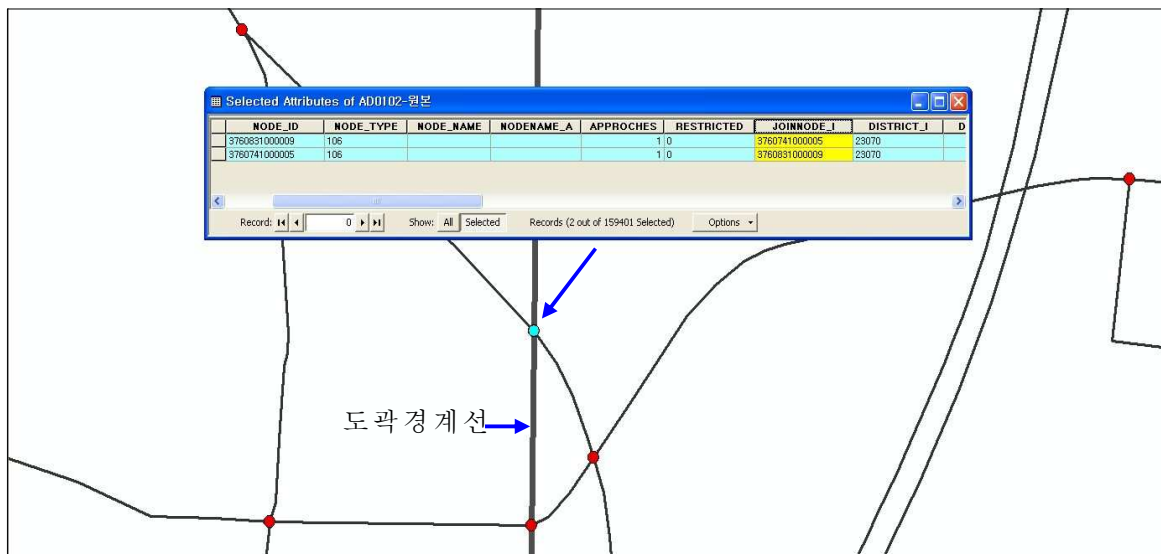 Selected Attributes of AD0102-원본
NODE_ID NODE_TYPE NODE_NAME NODENAME_A APPROCHES RESTRICTED JOINNODE_I DISTRICT_I D
3760831000009 106 1 0 3760741000005 23070
3760741000005 106 1 0 3760831000009 23070
Record: 0 Show: All Selected Records (2 out of 159401 Selected) Options
도곽경계선